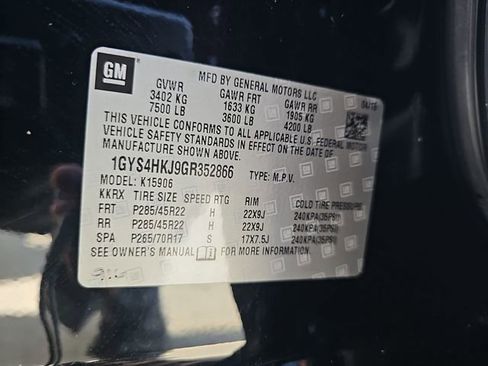 GM
MFD BY GENERAL MOTORS LLC
GVWR GAWR FRT GAWR RR
3402 KG 1633 KG 1905 KG
7500 LB 3600 LB 4200 LB
THIS VEHICLE CONFORMS TO ALL APPLICABLE U.S. FEDERAL MOTOR
VEHICLE SAFETY STANDARDS IN EFFECT ON THE DATE OF
MANUFACTURE SHOWN ABOVE.
1GYS4HKJ9GR352866 TYPE: M.P.V.
MODEL: K15906
KKRX TIRE SIZE SPEED RTG RIM COLD TIRE PRESSURE
FRT P285/45R22 H 22X9J 240KPA(35PSI)
RR P285/45R22 H 22X9J 240KPA(35PSI)
SPA P265/70R17 S 17X7.5J 240KPA(35PSI)
SEE OWNER'S MANUAL FOR MORE INFORMATION.